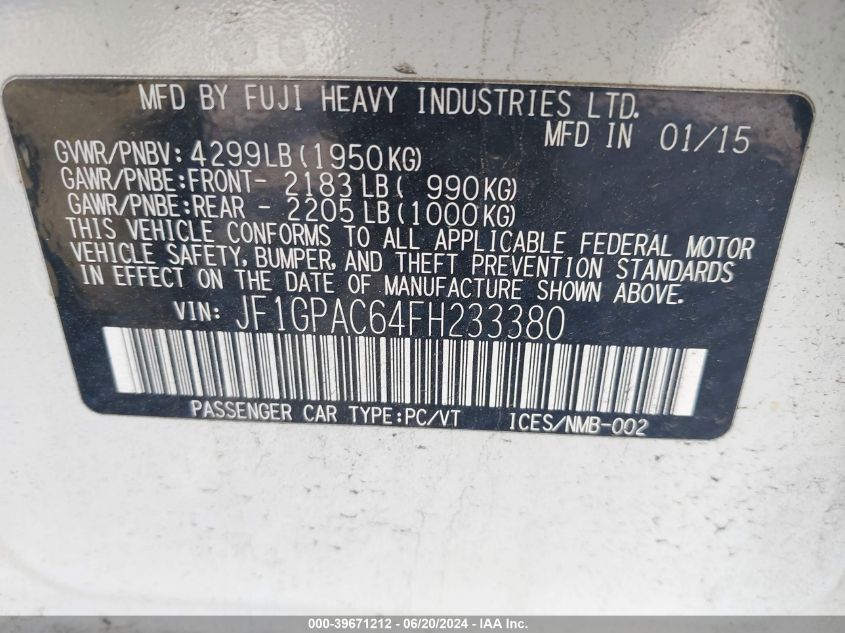 MFD BY FUJI HEAVY INDUSTRIES LTD.
MFD IN 01/15
GVWR/PNBV: 4299LB(1950KG)
GAWR/PNBE:FRONT- 2183LB( 990KG)
GAWR/PNBE:REAR - 2205LB(1000KG)
THIS VEHICLE CONFORMS TO ALL APPLICABLE FEDERAL MOTOR
VEHICLE SAFETY, BUMPER, AND THEFT PREVENTION STANDARDS
IN EFFECT ON THE DATE OF MANUFACTURE SHOWN ABOVE.
VIN: JF1GPAC64FH233380
PASSENGER CAR TYPE:PC/VT ICES/NMB-002
000-39671212 - 06/20/2024 - IAA Inc.